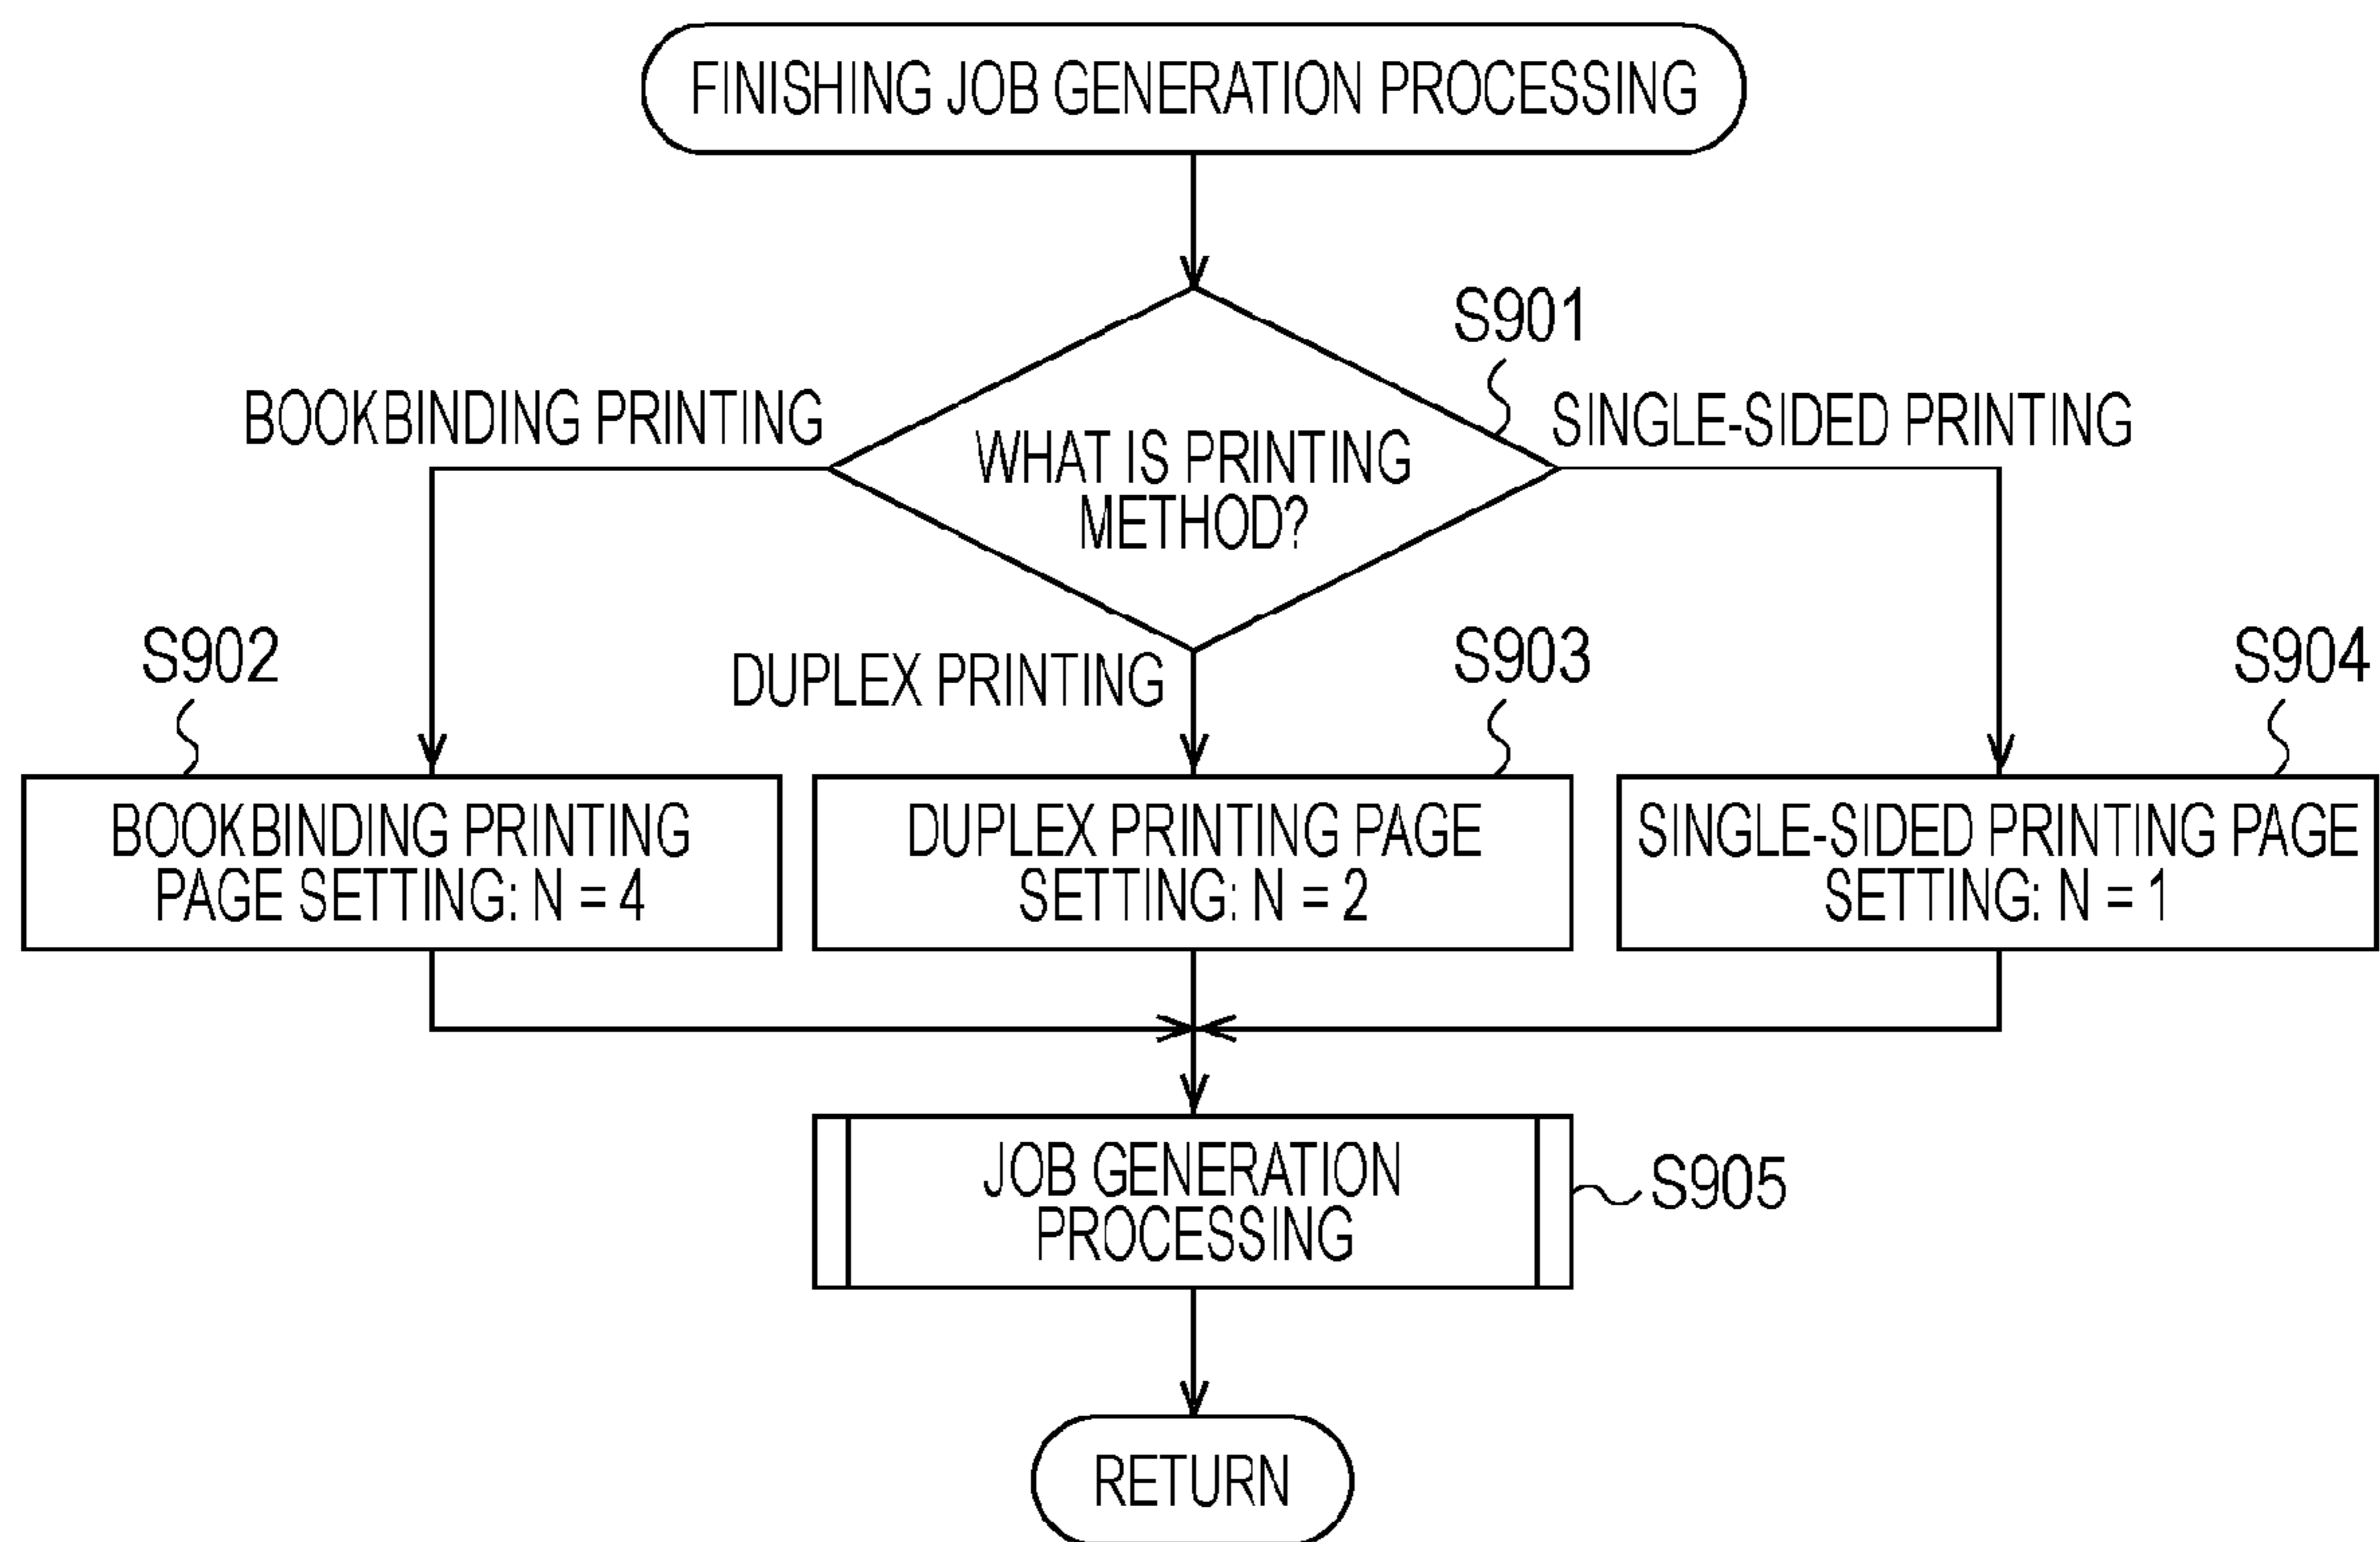 FINISHING JOB GENERATION PROCESSING
S901
BOOKBINDING PRINTING
SINGLE-SIDED PRINTING
WHAT IS PRINTING
METHOD?
S902
DUPLEX PRINTING
S903
S904
BOOKBINDING PRINTING
PAGE SETTING: N = 4
DUPLEX PRINTING PAGE
SETTING: N = 2
SINGLE-SIDED PRINTING PAGE
SETTING: N = 1
JOB GENERATION
PROCESSING
S905
RETURN